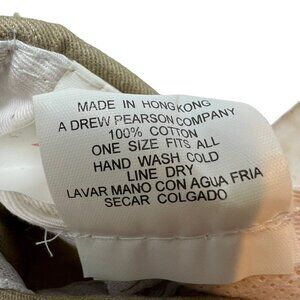 MADE IN HONGKONG
A DREW PEARSON COMPANY
100% COTTON
ONE SIZE FITS ALL
HAND WASH COLD
LINE DRY
LAVAR MANO CON AGUA FRIA
SECAR COLGADO